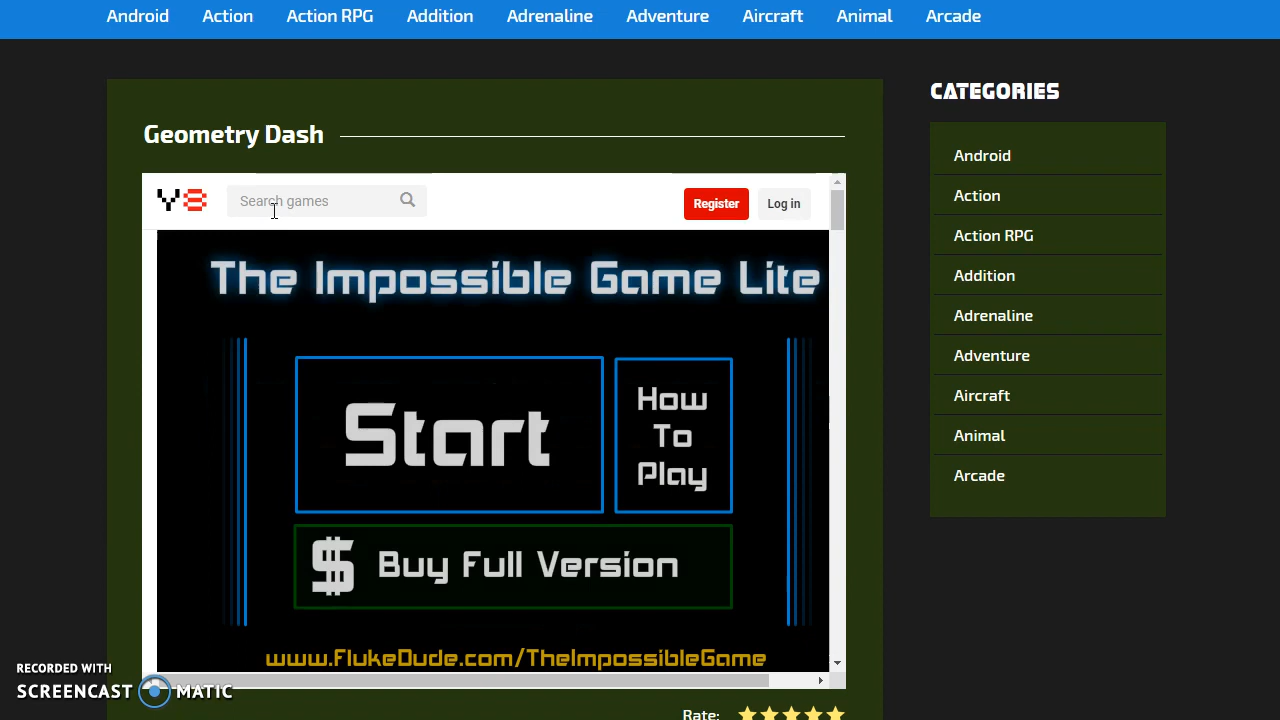 Android Action Action RPG Addition Adrenaline Adventure Aircraft Animal Arcade
Geometry Dash
Y8 Search games Register Log in
The Impossible Game Lite
Start
How
To
Play
$ Buy Full Version
www.FlukeDude.com/TheImpossibleGame
Rate:
CATEGORIES
Android
Action
Action RPG
Addition
Adrenaline
Adventure
Aircraft
Animal
Arcade
RECORDED WITH
SCREENCAST MATIC